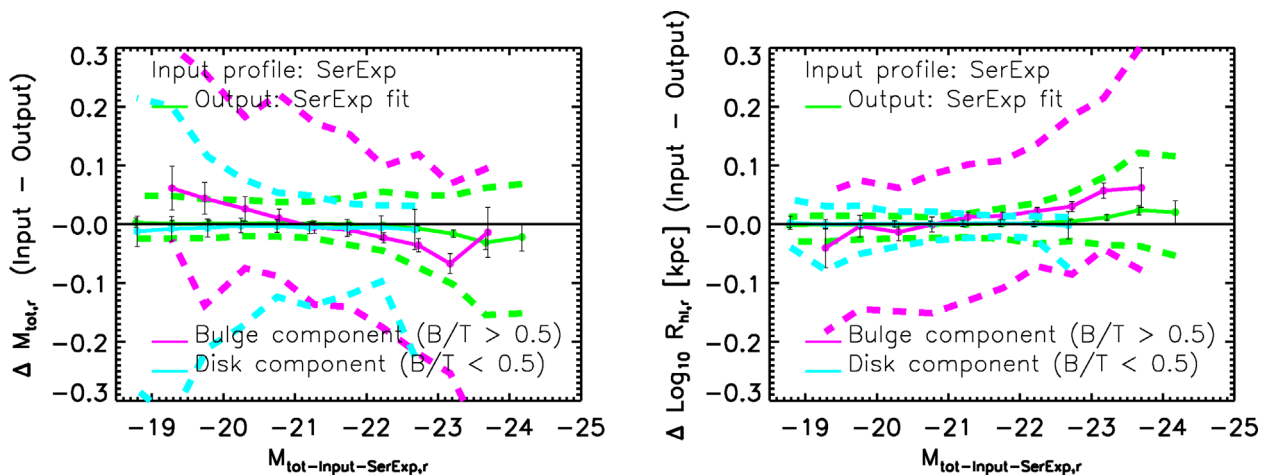 Input profile: SerExp
Output: SerExp fit
Bulge component (B/T > 0.5)
Disk component (B/T < 0.5)
0.3
0.2
0.1
-0.0
-0.1
-0.2
-0.3
Δ M_tot,r (Input - Output)
-19 -20 -21 -22 -23 -24 -25
M_tot-Input-SerExp,r
Input profile: SerExp
Output: SerExp fit
Bulge component (B/T > 0.5)
Disk component (B/T < 0.5)
0.3
0.2
0.1
-0.0
-0.1
-0.2
-0.3
Δ Log₁₀ R_hl,r [kpc] (Input - Output)
-19 -20 -21 -22 -23 -24 -25
M_tot-Input-SerExp,r